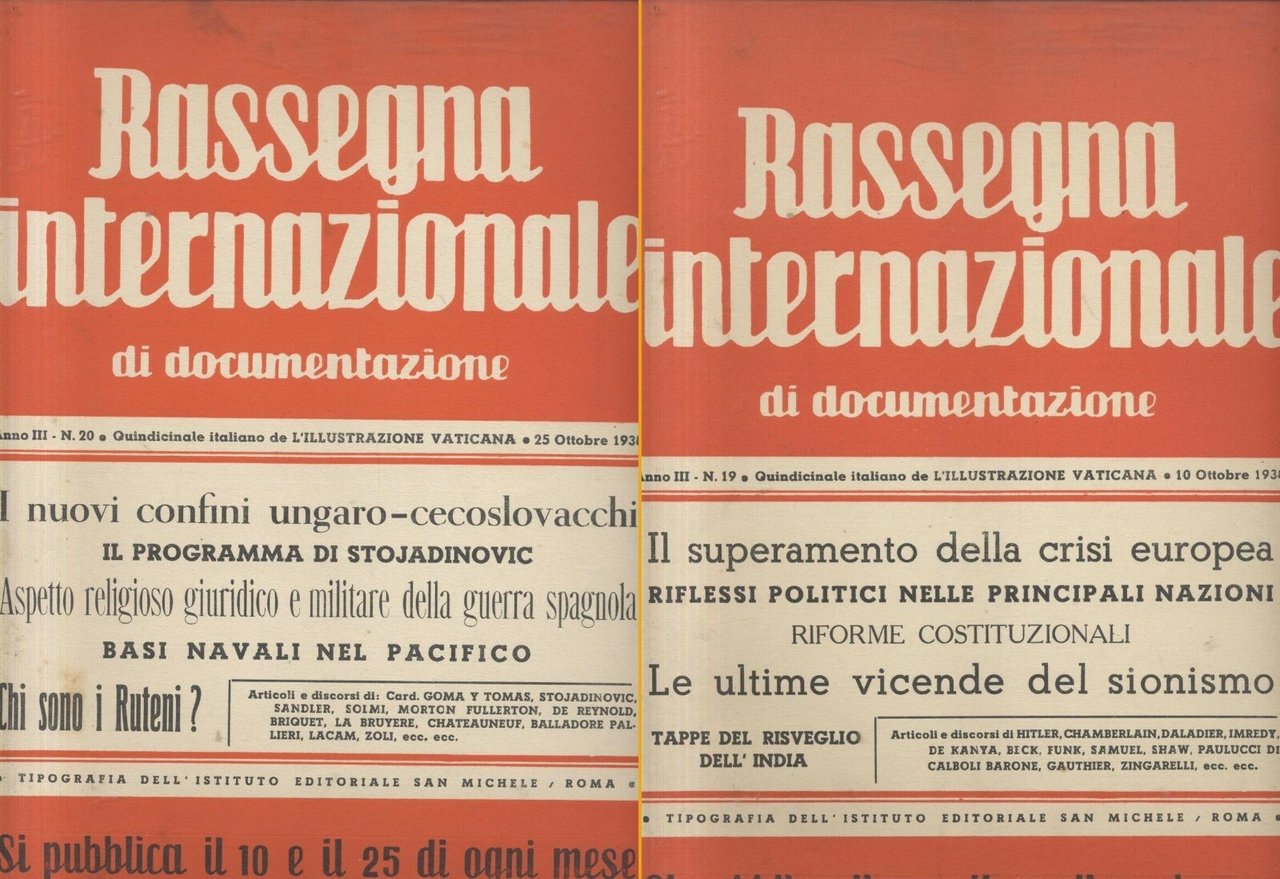 Rassegna
internazionale
di documentazione
Anno III - N. 20 • Quindicinale italiano de L'ILLUSTRAZIONE VATICANA • 25 Ottobre 1938
I nuovi confini ungaro-cecoslovacchi
IL PROGRAMMA DI STOJADINOVIC
Aspetto religioso giuridico e militare della guerra spagnola
BASI NAVALI NEL PACIFICO
Chi sono i Ruteni?
Articoli e discorsi di: Card. GOMA Y TOMAS, STOJADINOVIC,
SANDLER, SOLMI, MORTON FULLERTON, DE REYNOLD,
BRIQUET, LA BRUYERE, CHATEAUNEUF, BALLADORE PAL-
LIERI, LACAM, ZOLI, ecc. ecc.
• TIPOGRAFIA DELL'ISTITUTO EDITORIALE SAN MICHELE / ROMA •
Si pubblica il 10 e il 25 di ogni mese
Rassegna
internazionale
di documentazione
Anno III - N. 19 • Quindicinale italiano de L'ILLUSTRAZIONE VATICANA • 10 Ottobre 1938
Il superamento della crisi europea
RIFLESSI POLITICI NELLE PRINCIPALI NAZIONI
RIFORME COSTITUZIONALI
Le ultime vicende del sionismo
TAPPE DEL RISVEGLIO
DELL'INDIA
Articoli e discorsi di HITLER, CHAMBERLAIN, DALADIER, IMREDY,
DE KANYA, BECK, FUNK, SAMUEL, SHAW, PAULUCCI DI
CALBOLI BARONE, GAUTHIER, ZINGARELLI, ecc. ecc.
• TIPOGRAFIA DELL'ISTITUTO EDITORIALE SAN MICHELE / ROMA •